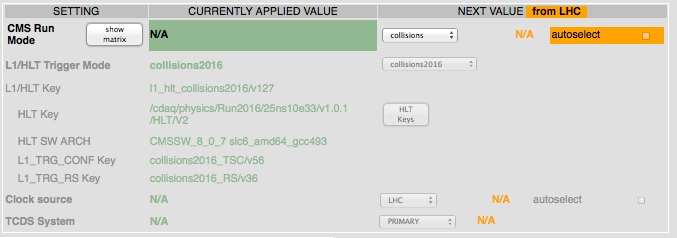 SETTING CURRENTLY APPLIED VALUE NEXT VALUE from LHC
CMS Run Mode show matrix N/A collisions N/A autoselect
L1/HLT Trigger Mode collisions2016 collisions2016
L1/HLT Key l1_hlt_collisions2016/v127
HLT Key /cdaq/physics/Run2016/25ns10e33/v1.0.1
/HLT/V2 HLT Keys
HLT SW ARCH CMSSW_8_0_7 slc6_amd64_gcc493
L1_TRG_CONF Key collisions2016_TSC/v56
L1_TRG_RS Key collisions2016_RS/v36
Clock source N/A LHC N/A autoselect
TCDS System N/A PRIMARY N/A